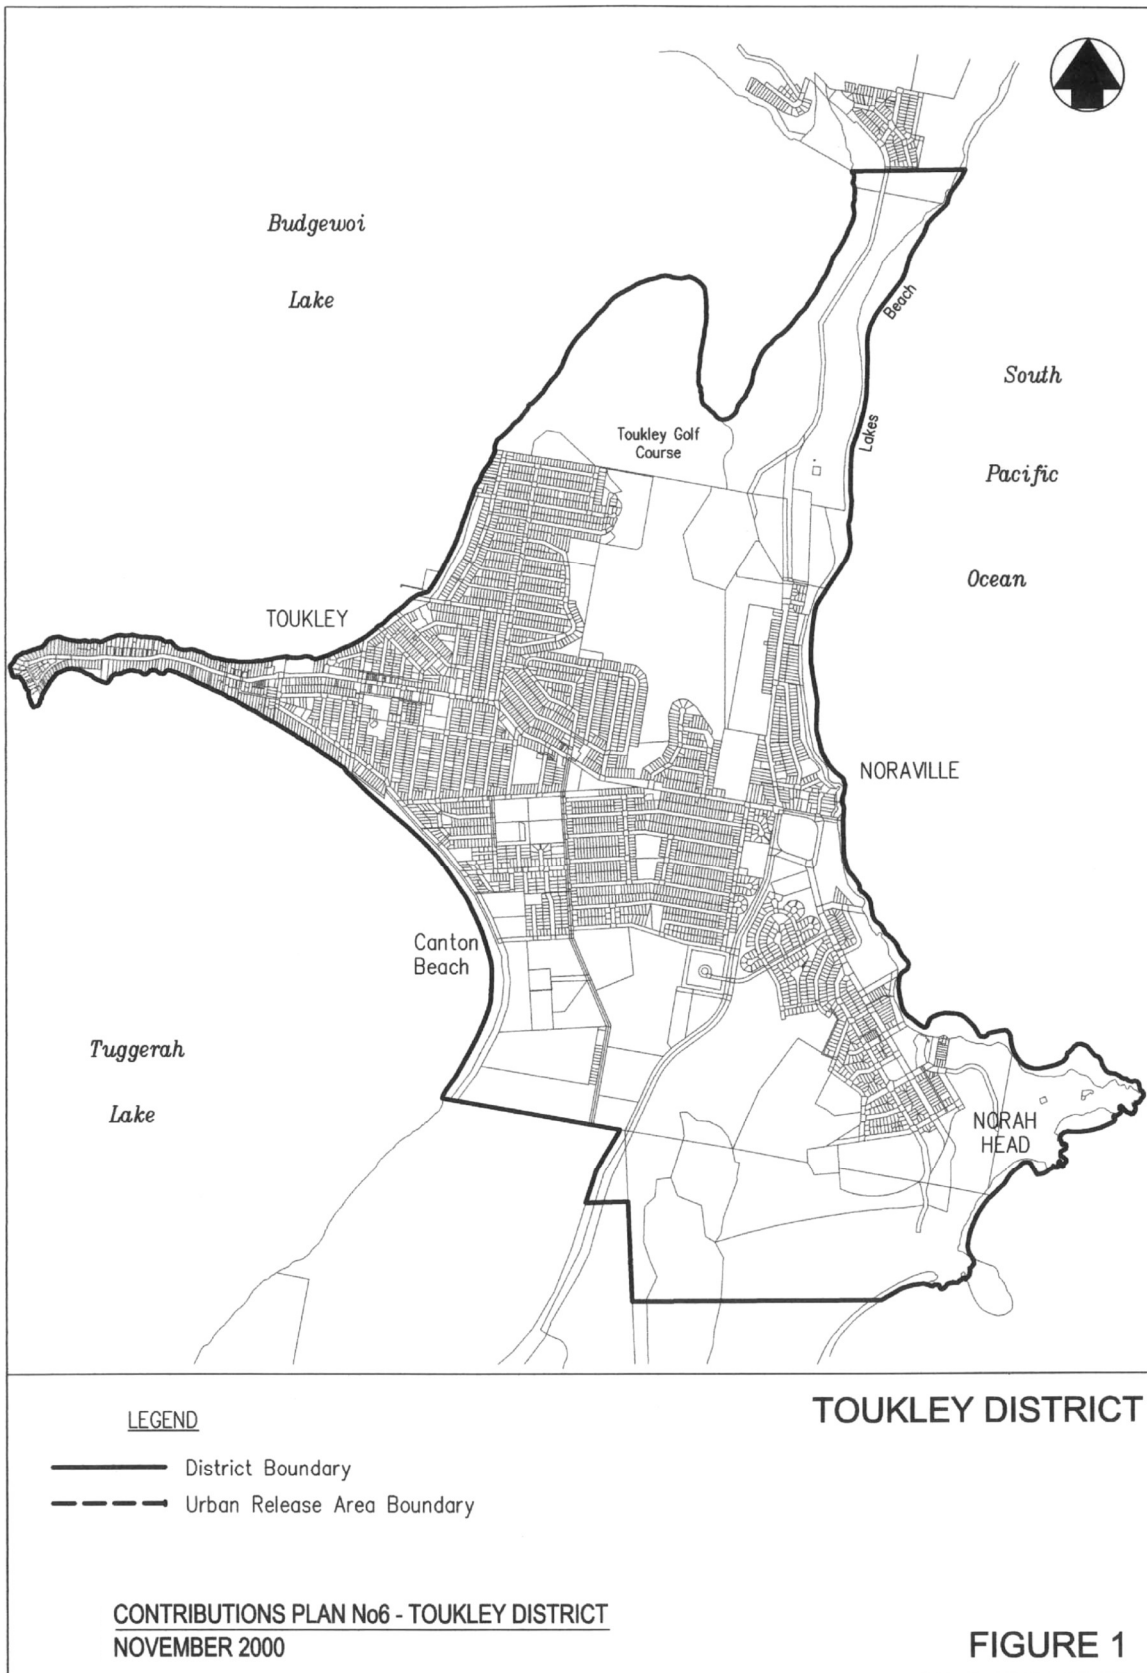 Budgewoi
Lake
Beach
South
Lakes
Toukley Golf
Course
Pacific
Ocean
TOUKLEY
NORAVILLE
Canton
Beach
Tuggerah
Lake
NORAH
HEAD
TOUKLEY DISTRICT
LEGEND
District Boundary
Urban Release Area Boundary
CONTRIBUTIONS PLAN No6 - TOUKLEY DISTRICT
NOVEMBER 2000
FIGURE 1